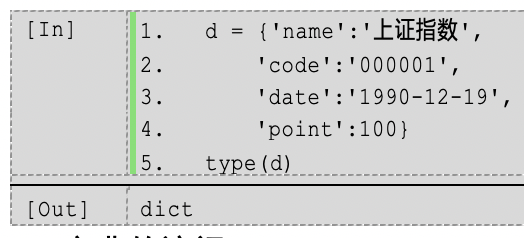 [In] 1. d = {'name':'上证指数',
2. 'code':'000001',
3. 'date':'1990-12-19',
4. 'point':100}
5. type(d)
[Out] dict